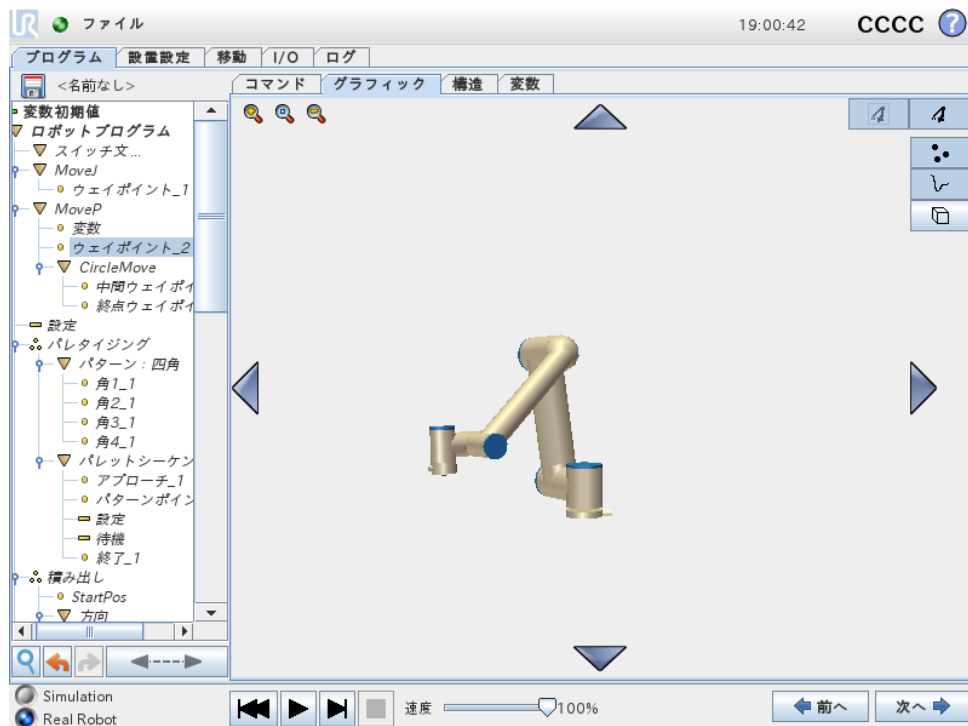 UR ファイル 19:00:42 CCCC ?
プログラム 設置設定 移動 I/O ログ
<名前なし>
コマンド グラフィック 構造 変数
変数初期値
ロボットプログラム
スイッチ文...
MoveJ
ウェイポイント_1
MoveP
変数
ウェイポイント_2
CircleMove
中間ウェイポイ
終点ウェイポイ
設定
パレタイジング
パターン : 四角
角1_1
角2_1
角3_1
角4_1
パレットシーケン
アプローチ_1
パターンポイン
設定
待機
終了_1
積み出し
StartPos
方向
Simulation
Real Robot
速度 100%
前へ 次へ